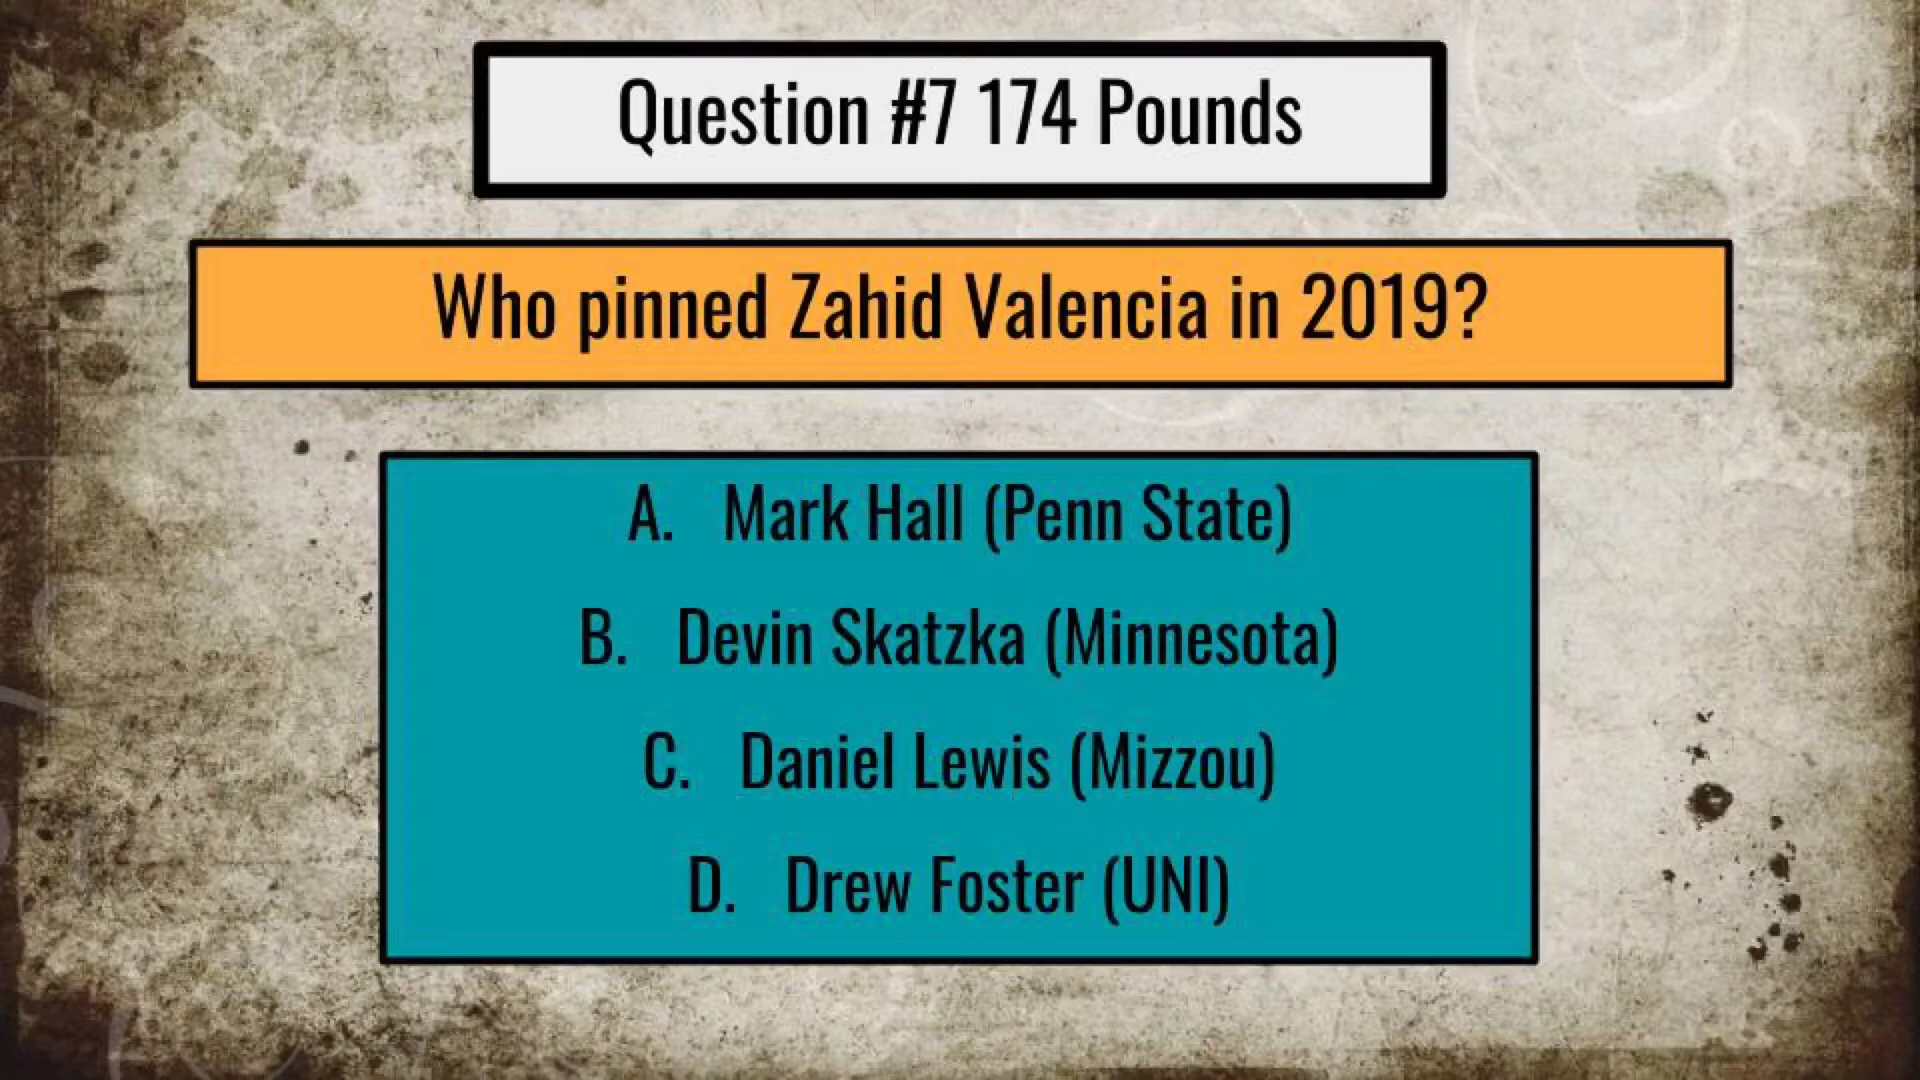 Question #7 174 Pounds
Who pinned Zahid Valencia in 2019?
A. Mark Hall (Penn State)
B. Devin Skatzka (Minnesota)
C. Daniel Lewis (Mizzou)
D. Drew Foster (UNI)